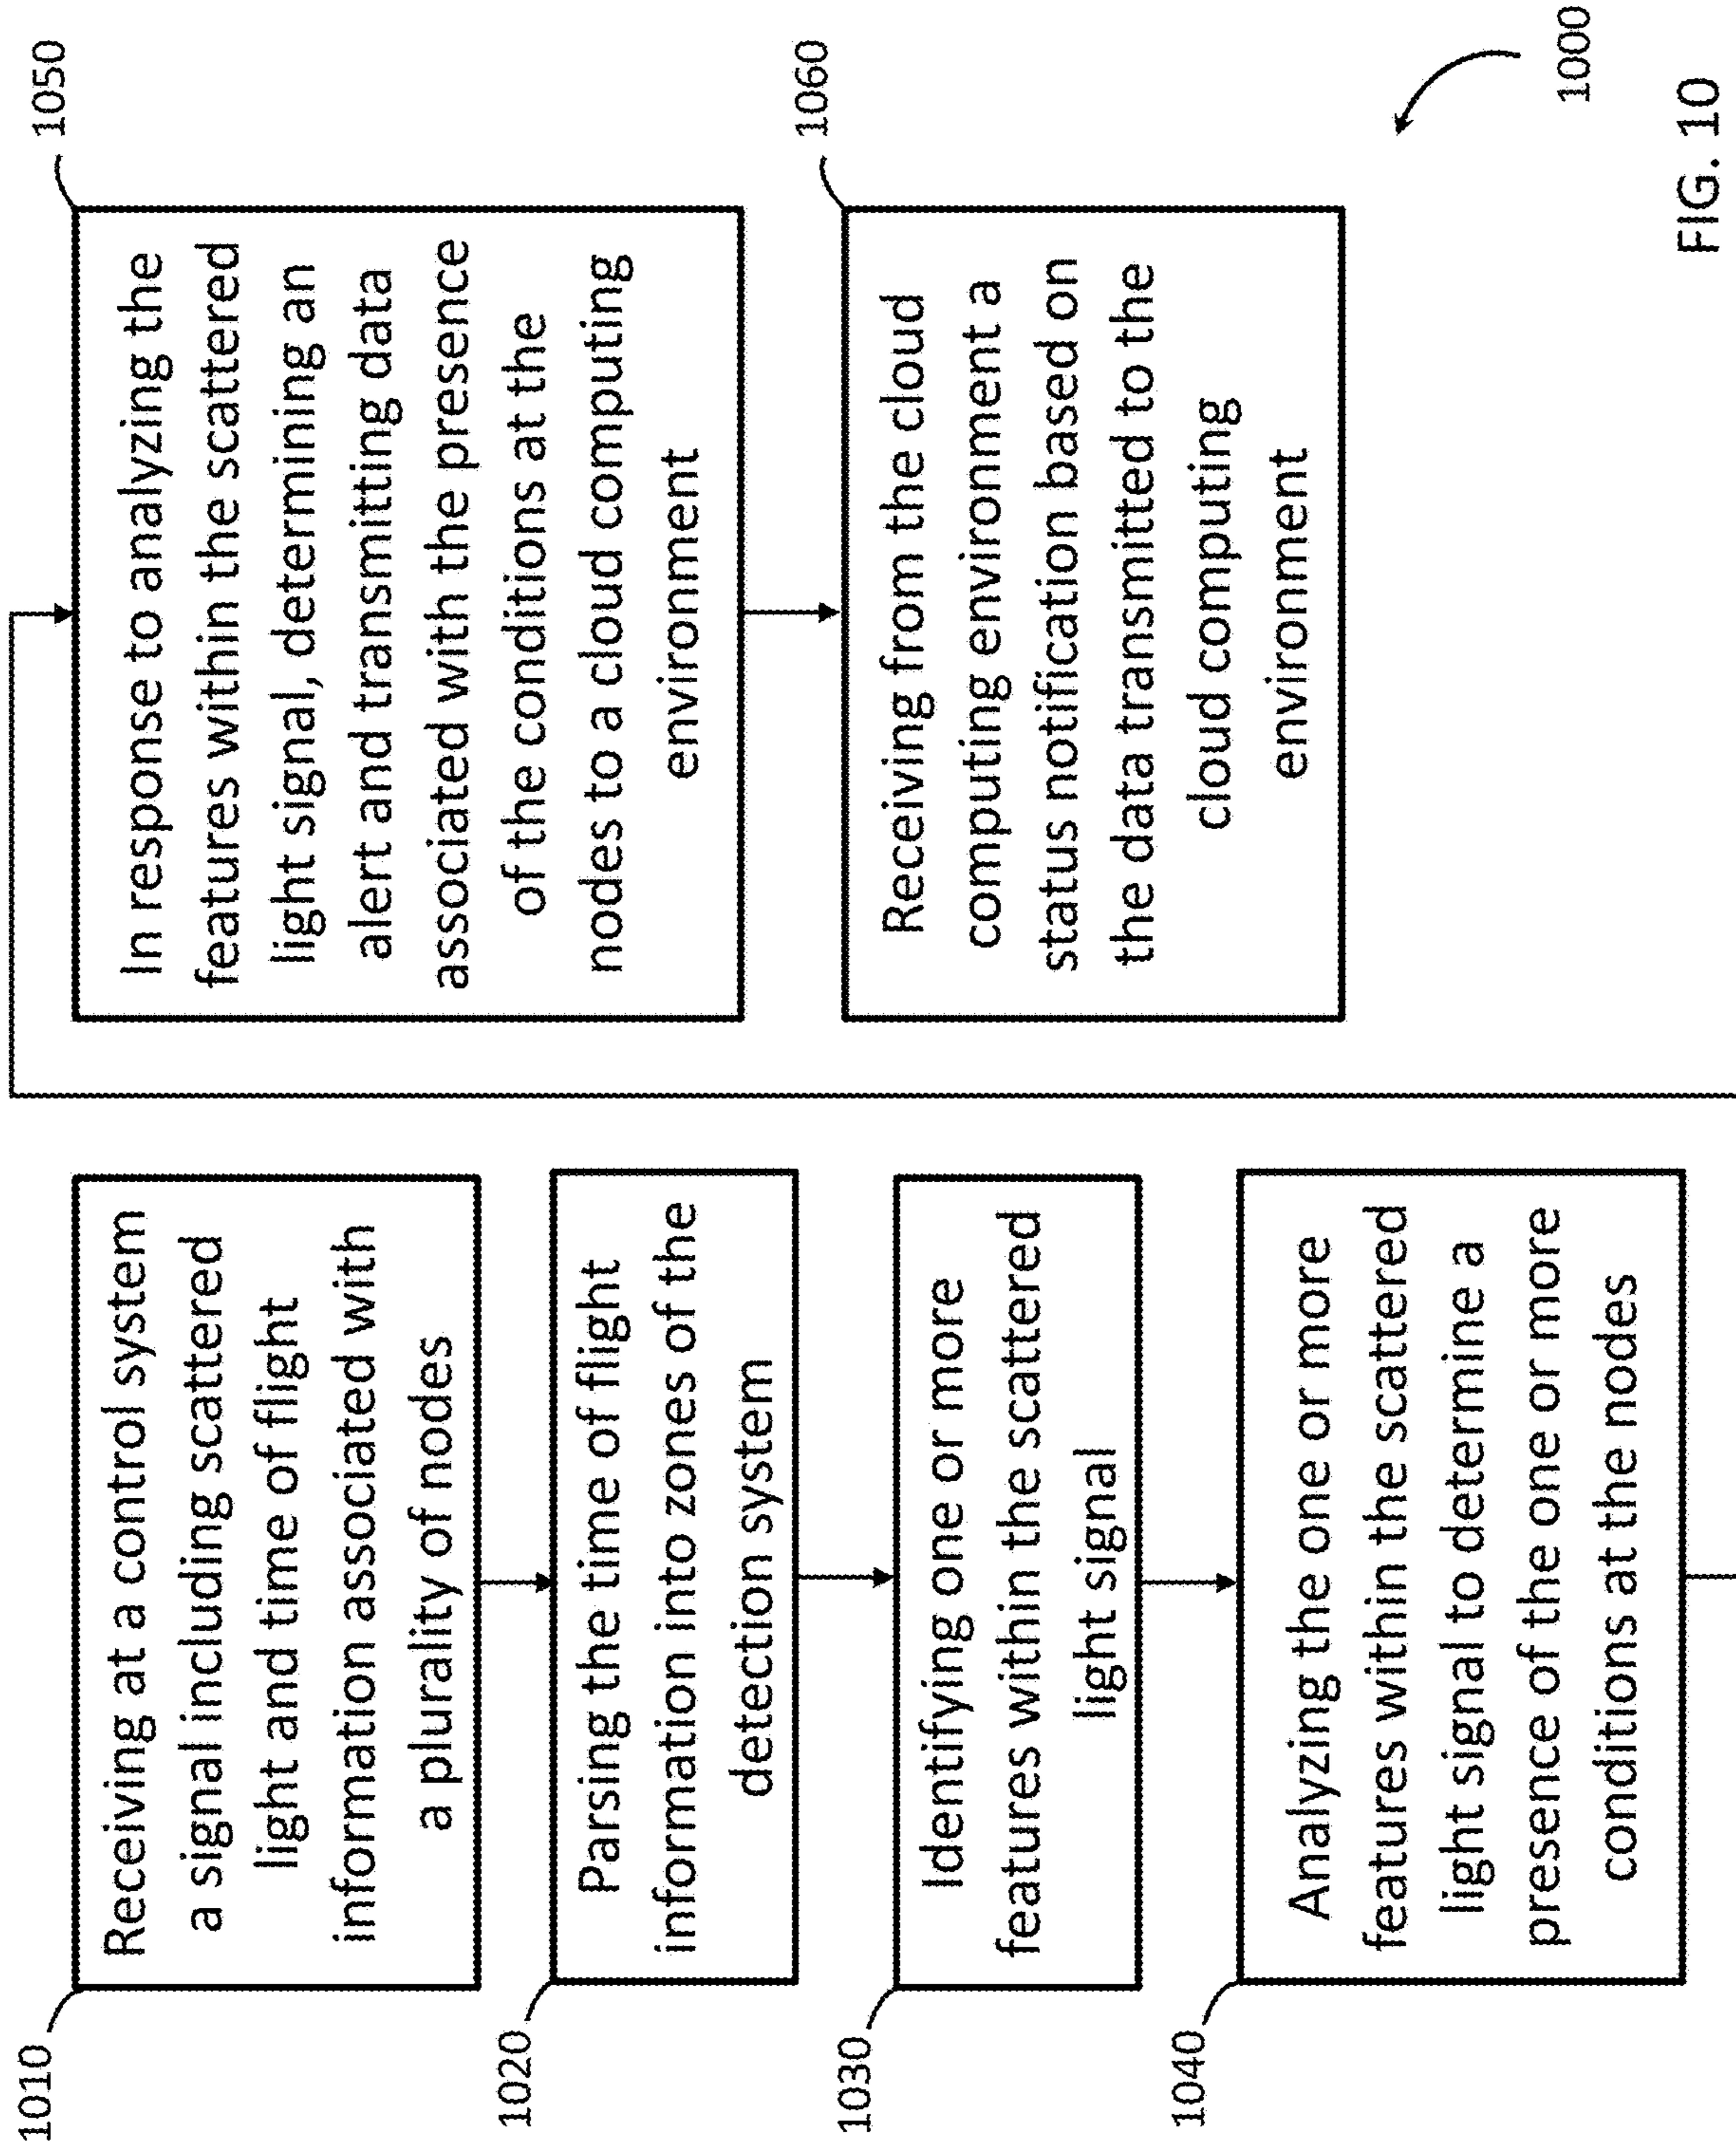 1010
Receiving at a control system
a signal including scattered
light and time of flight
information associated with
a plurality of nodes
1020
Parsing the time of flight
information into zones of the
detection system
1030
Identifying one or more
features within the scattered
light signal
1040
Analyzing the one or more
features within the scattered
light signal to determine a
presence of the one or more
conditions at the nodes
1050
In response to analyzing the
features within the scattered
light signal, determining an
alert and transmitting data
associated with the presence
of the conditions at the
nodes to a cloud computing
environment
1060
Receiving from the cloud
computing environment a
status notification based on
the data transmitted to the
cloud computing
environment
1000
FIG. 10